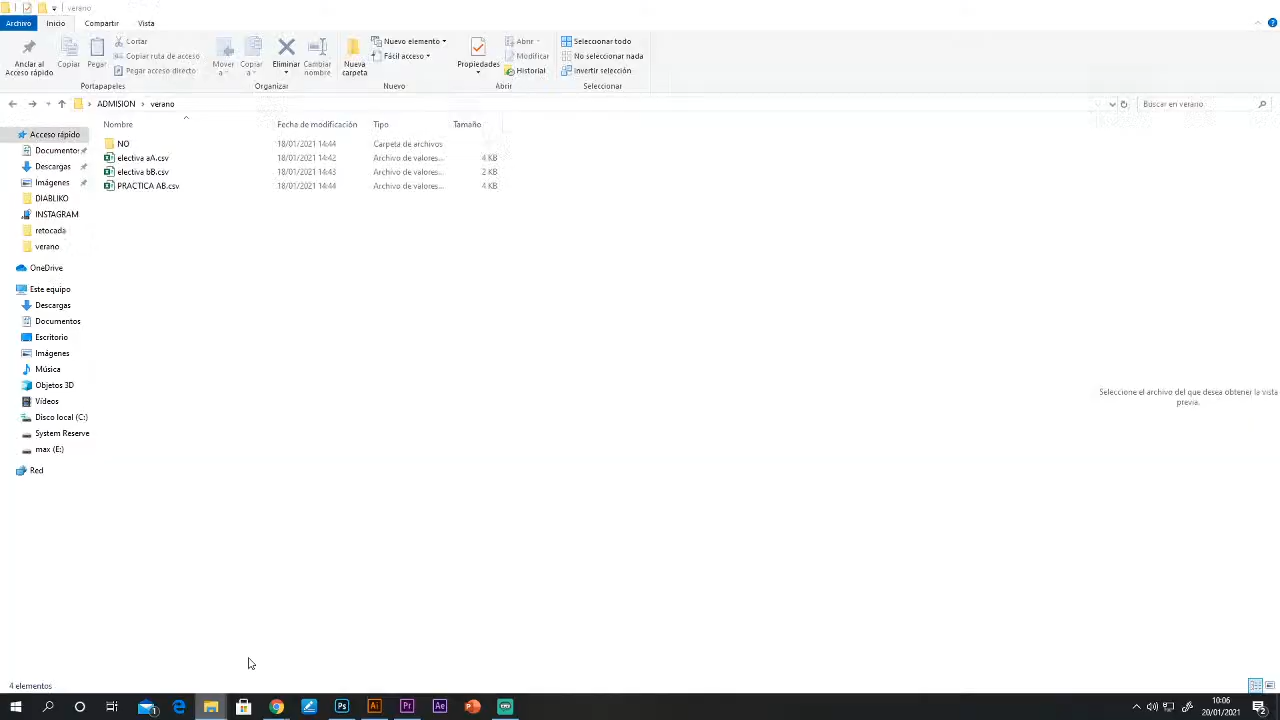 verano
Archivo Inicio Compartir Vista
Anclar al Acceso rápido
Copiar
Pegar
Cortar
Copiar ruta de acceso
Pegar acceso directo
Portapapeles
Mover a
Copiar a
Eliminar
Cambiar nombre
Organizar
Nueva carpeta
Nuevo elemento
Fácil acceso
Nuevo
Propiedades
Abrir
Modificar
Historial
Abrir
Seleccionar todo
No seleccionar nada
Invertir selección
Seleccionar
ADMISION > verano
Buscar en verano
Nombre Fecha de modificación Tipo Tamaño
NO 18/01/2021 14:44 Carpeta de archivos
electiva aA.csv 18/01/2021 14:42 Archivo de valores... 4 KB
electiva bB.csv 18/01/2021 14:43 Archivo de valores... 2 KB
PRACTICA AB.csv 18/01/2021 14:44 Archivo de valores... 4 KB
Acceso rápido
Documentos
Descargas
Imágenes
DIABLIKO
INSTAGRAM
retocada
verano
OneDrive
Este equipo
Descargas
Documentos
Escritorio
Imágenes
Música
Objetos 3D
Vídeos
Disco local (C:)
System Reserve
max (E:)
Red
Seleccione el archivo del que desea obtener la vista
previa.
4 elementos
Ps Ai Pr Ae
10:06
20/01/2021
2